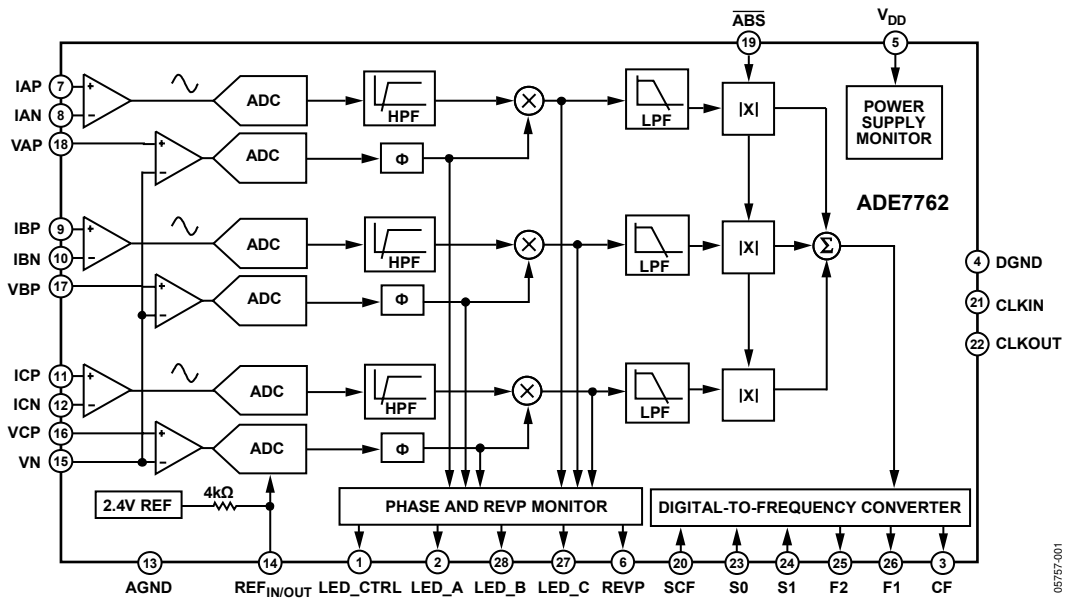 ABS
VDD
19
5
IAP 7
+
ADC
HPF
×
LPF
|X|
POWER
SUPPLY
MONITOR
IAN 8
–
VAP 18
+
–
ADC
Φ
ADE7762
IBP 9
+
ADC
HPF
×
LPF
|X|
Σ
IBN 10
–
VBP 17
+
–
ADC
Φ
4 DGND
21 CLKIN
22 CLKOUT
ICP 11
+
ADC
HPF
×
LPF
|X|
ICN 12
–
VCP 16
+
ADC
Φ
VN 15
–
2.4V REF
4kΩ
PHASE AND REVP MONITOR
DIGITAL-TO-FREQUENCY CONVERTER
13 14 1 2 28 27 6 20 23 24 25 26 3
AGND REFIN/OUT LED_CTRL LED_A LED_B LED_C REVP SCF S0 S1 F2 F1 CF
05757-001